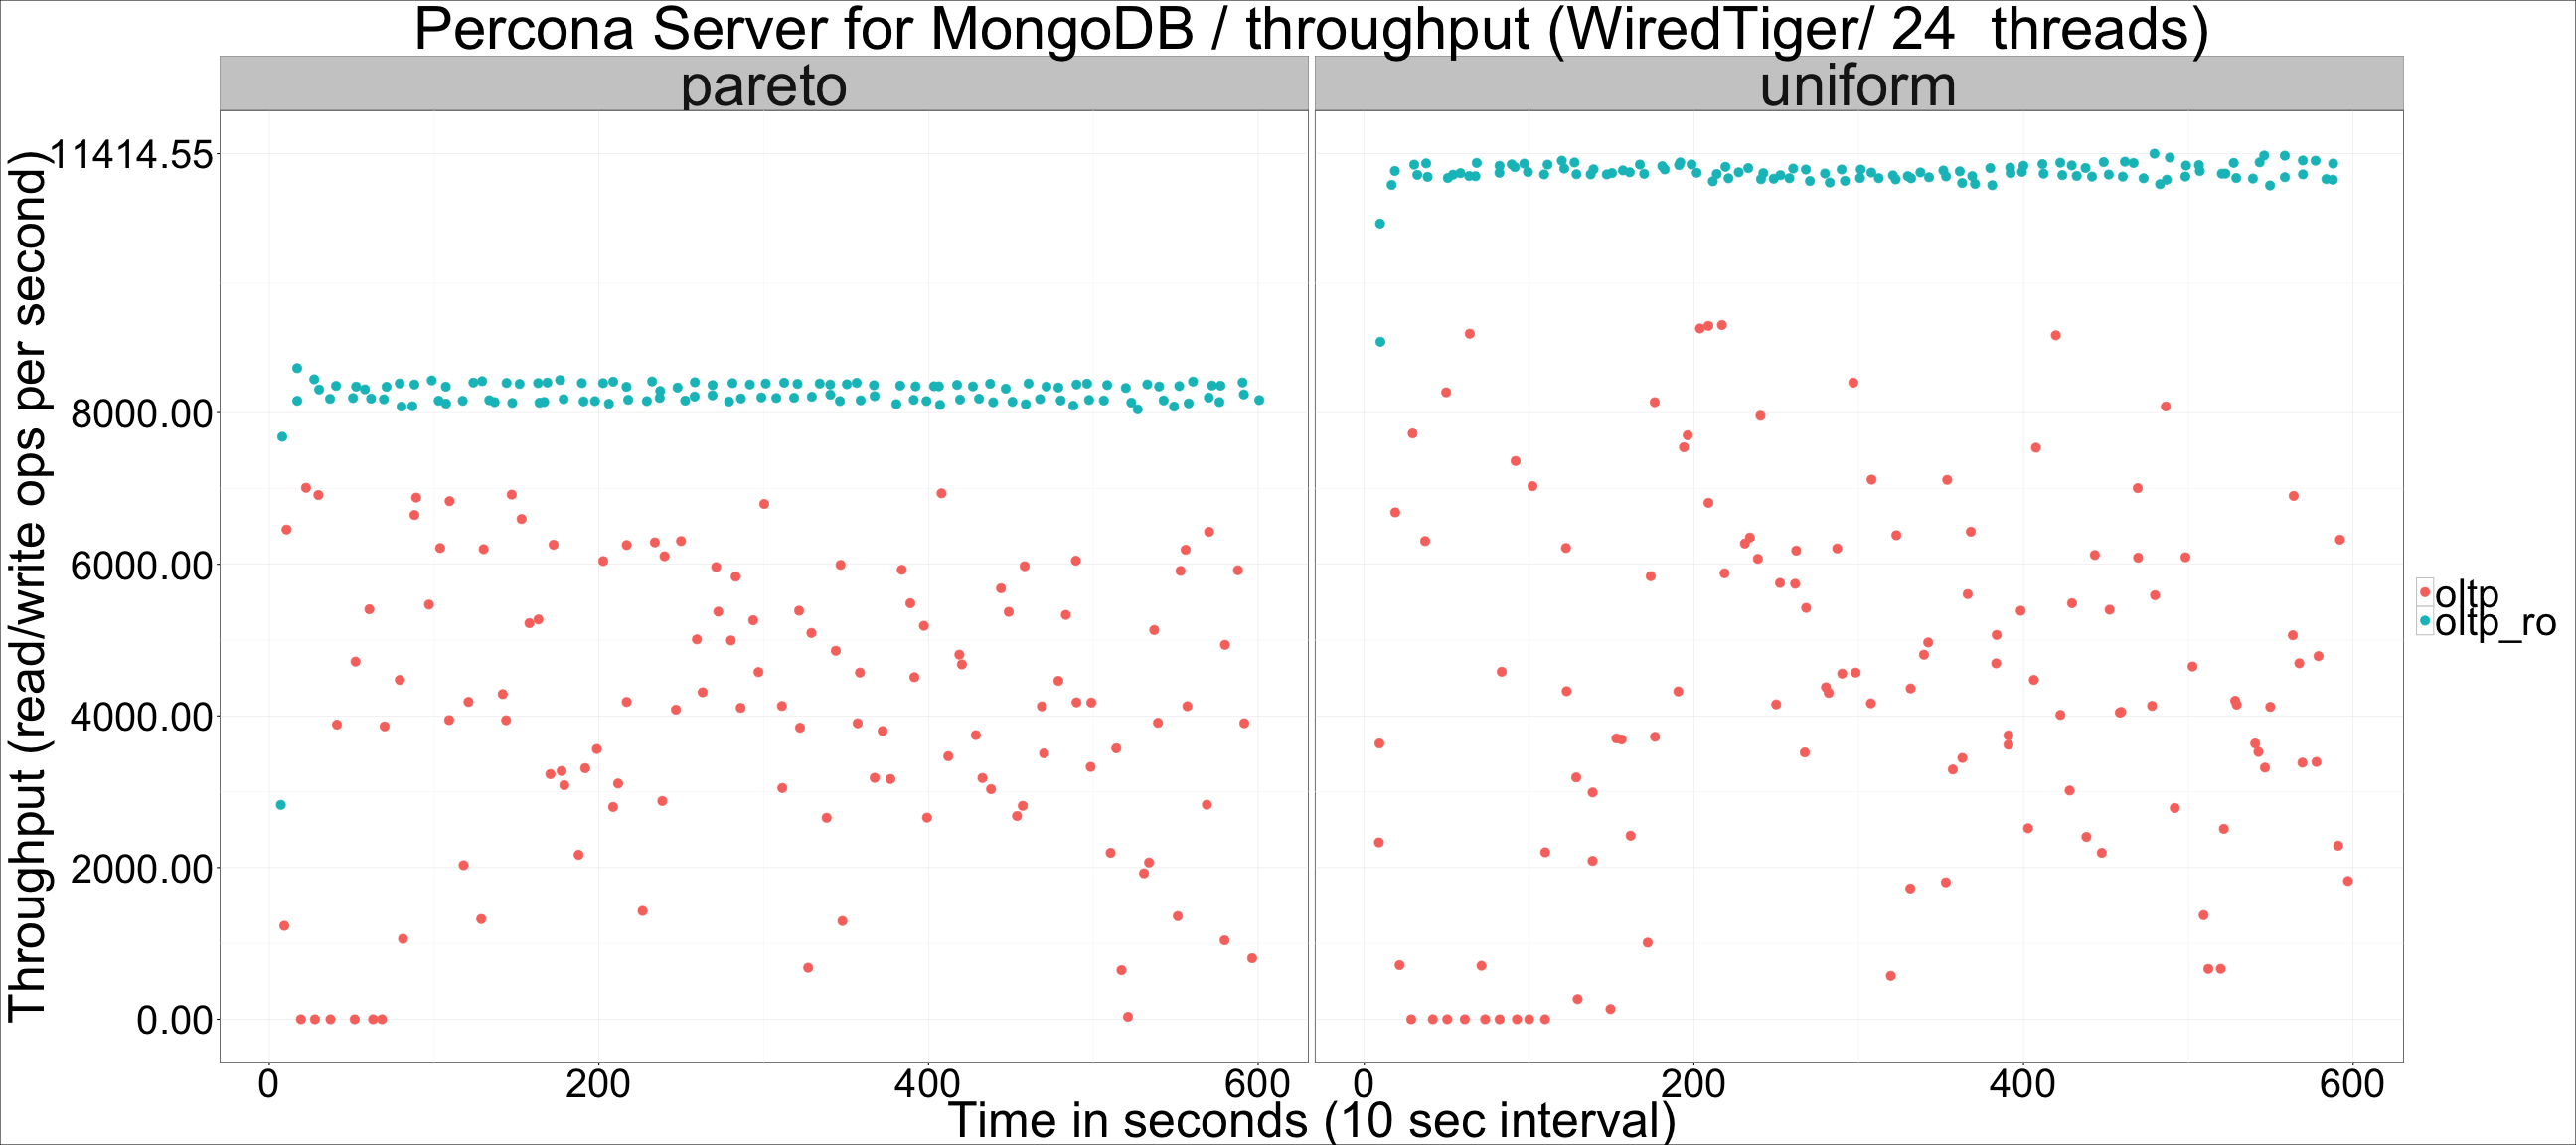 Percona Server for MongoDB / throughput (WiredTiger/ 24  threads)
pareto
uniform
Throughput (read/write ops per second)
11414.55
8000.00
6000.00
4000.00
2000.00
0.00
0 200 400 600
0 200 400 600
Time in seconds (10 sec interval)
oltp
oltp_ro